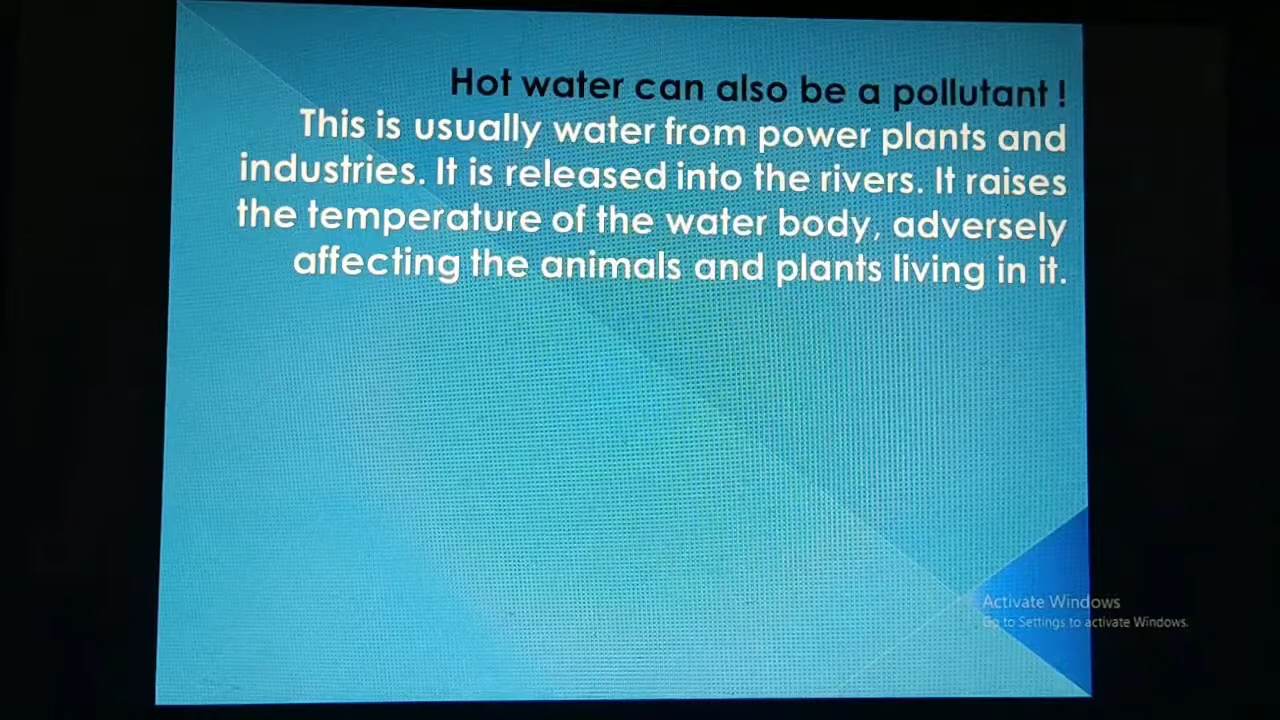 Hot water can also be a pollutant !
This is usually water from power plants and
industries. It is released into the rivers. It raises
the temperature of the water body, adversely
affecting the animals and plants living in it.
Activate Windows
Go to Settings to activate Windows.